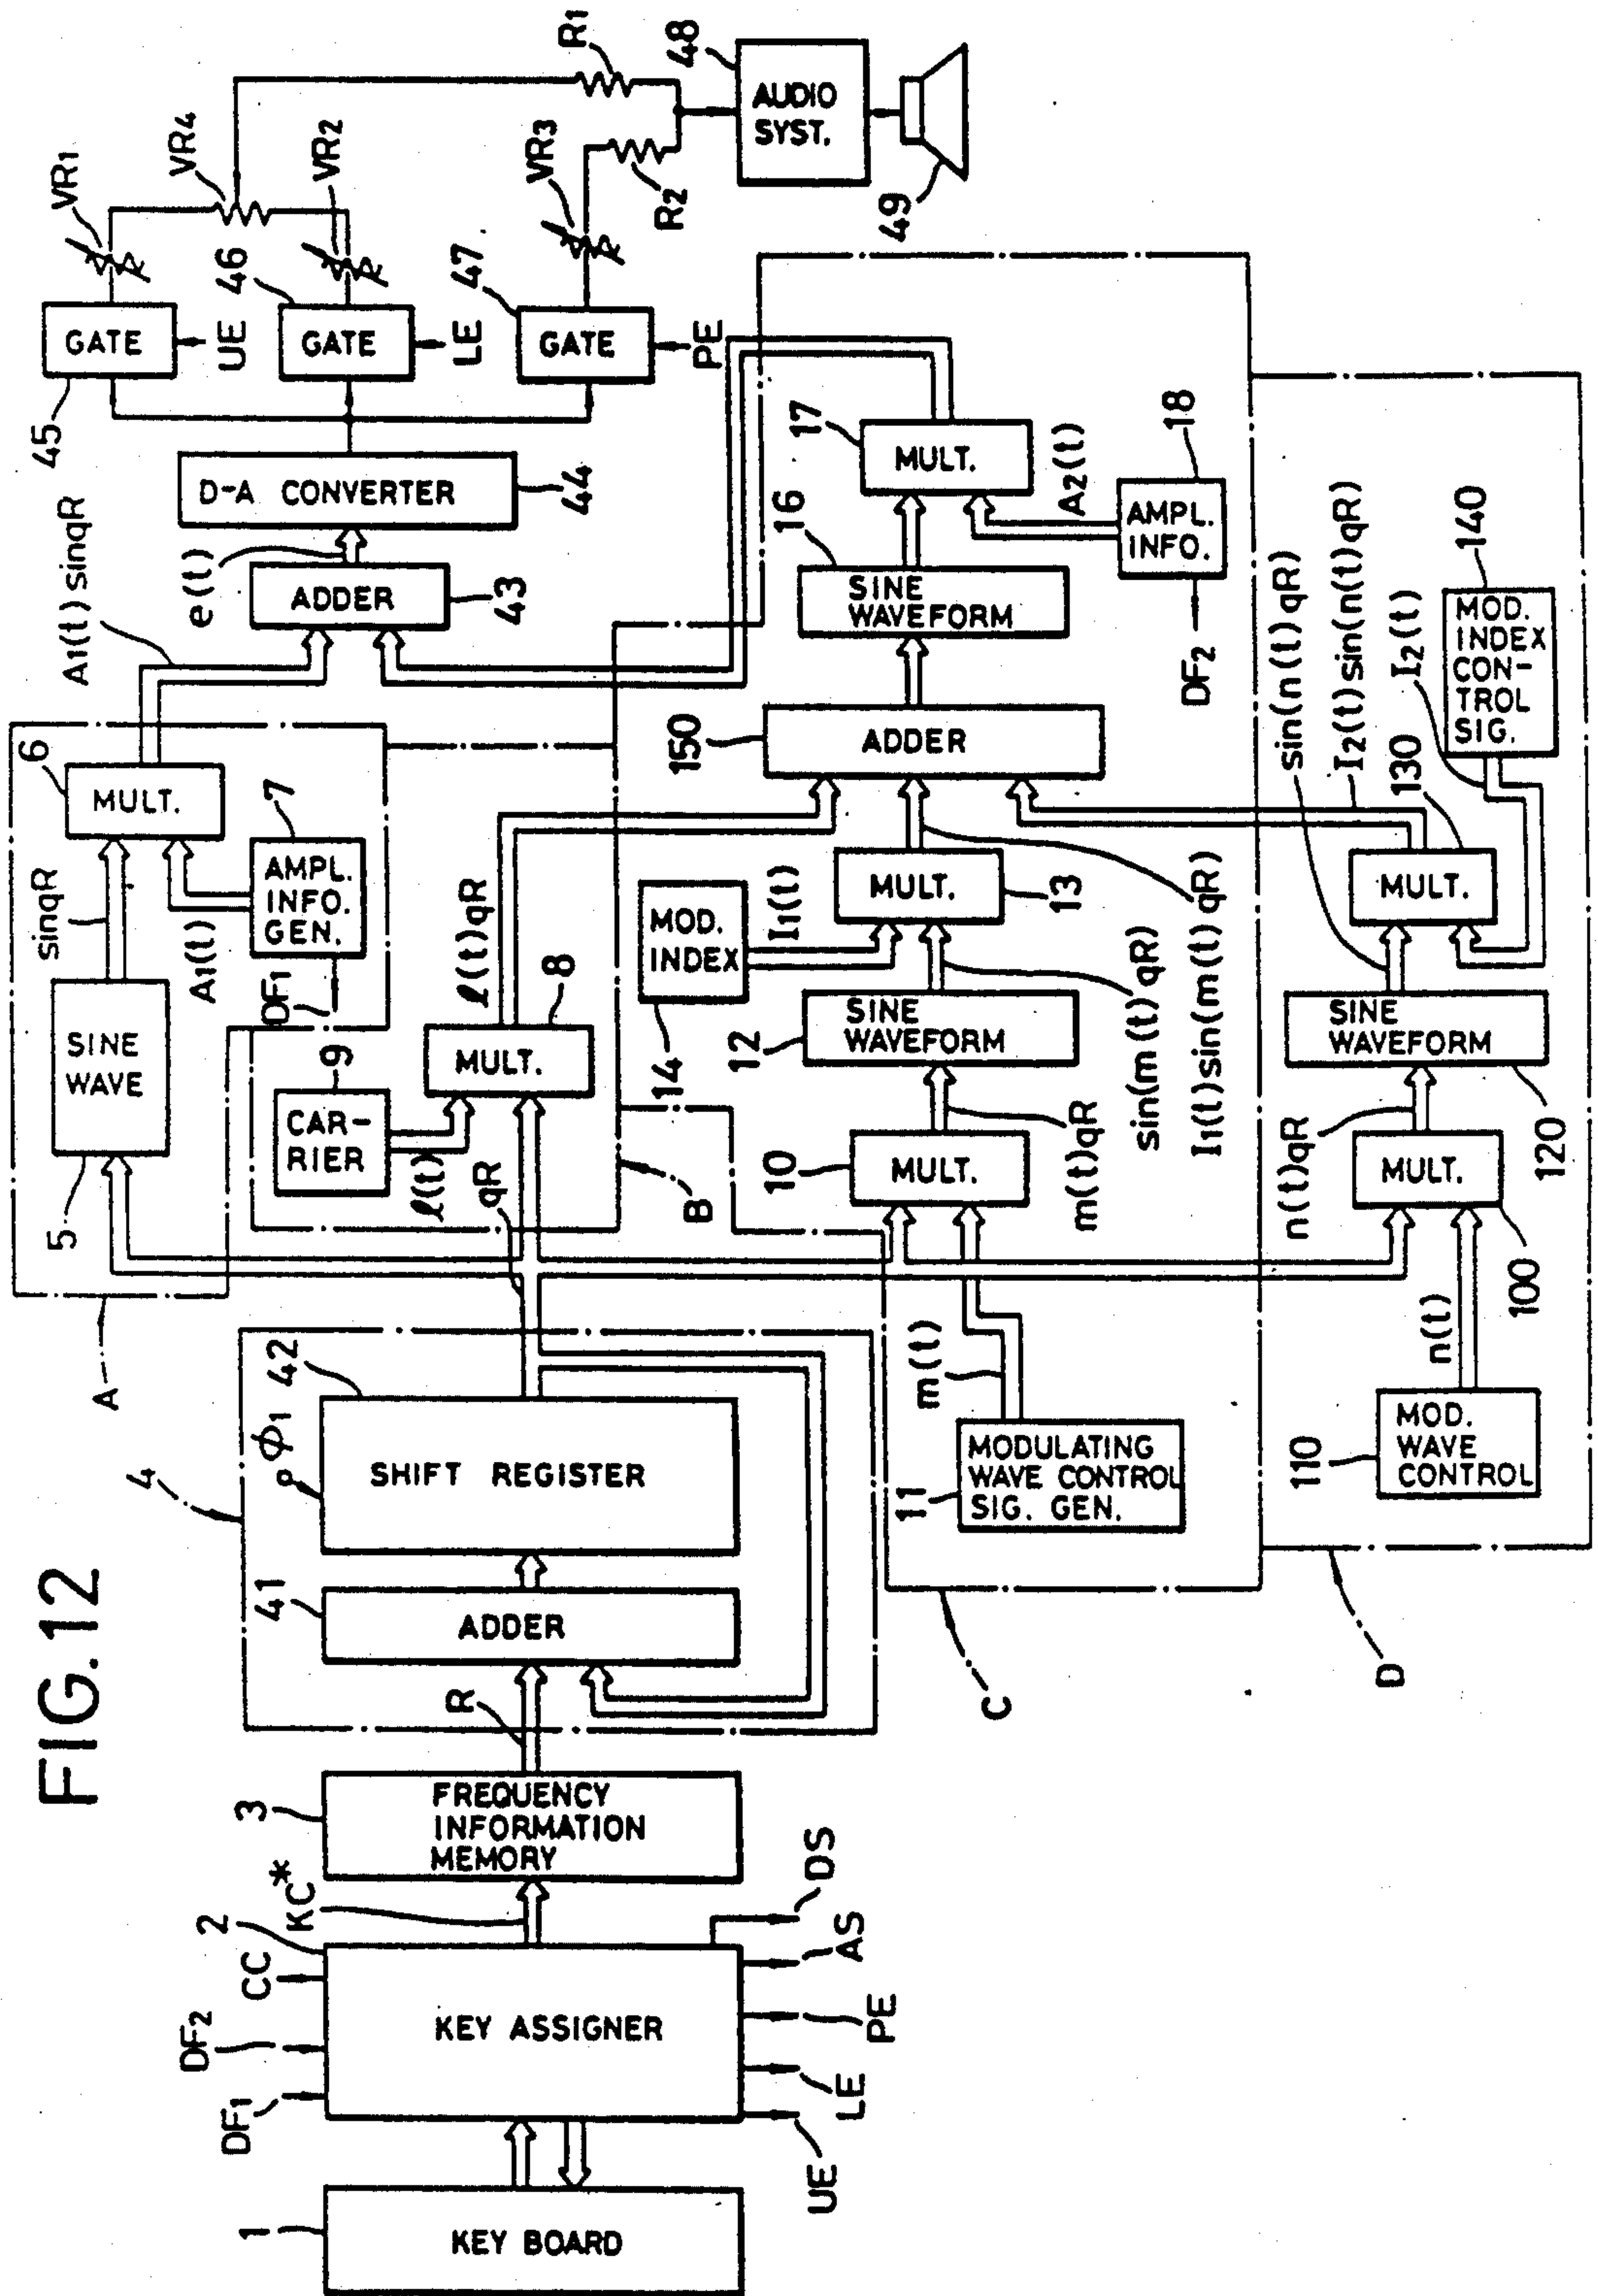 FIG.12
1
KEY BOARD
DF1
DF2
CC
2
KEY ASSIGNER
UE
LE
PE
AS
DS
KC*
3
FREQUENCY
INFORMATION
MEMORY
R
4
41
ADDER
42
ϕ1
SHIFT REGISTER
qR
A
5
SINE
WAVE
sinqR
6
MULT.
A1(t)
7
AMPL.
INFO.
GEN.
DF1
A1(t)sinqR
9
CAR-
RIER
ℓ(t)
8
MULT.
ℓ(t)qR
B
C
11
MODULATING
WAVE CONTROL
SIG. GEN.
m(t)
10
MULT.
m(t)qR
12
SINE
WAVEFORM
sin(m(t)qR)
14
MOD.
INDEX
I1(t)
13
MULT.
I1(t)sin(m(t)qR)
150
ADDER
16
SINE
WAVEFORM
17
MULT.
A2(t)
18
AMPL.
INFO.
DF2
D
110
MOD.
WAVE
CONTROL
n(t)
100
MULT.
n(t)qR
120
SINE
WAVEFORM
sin(n(t)qR)
130
MULT.
I2(t)sin(n(t)qR)
140
MOD.
INDEX
CON-
TROL
SIG.
I2(t)
e(t)
43
ADDER
44
D-A CONVERTER
45
GATE
UE
46
GATE
LE
47
GATE
PE
VR1
VR4
VR2
VR3
R1
R2
48
AUDIO
SYST.
49